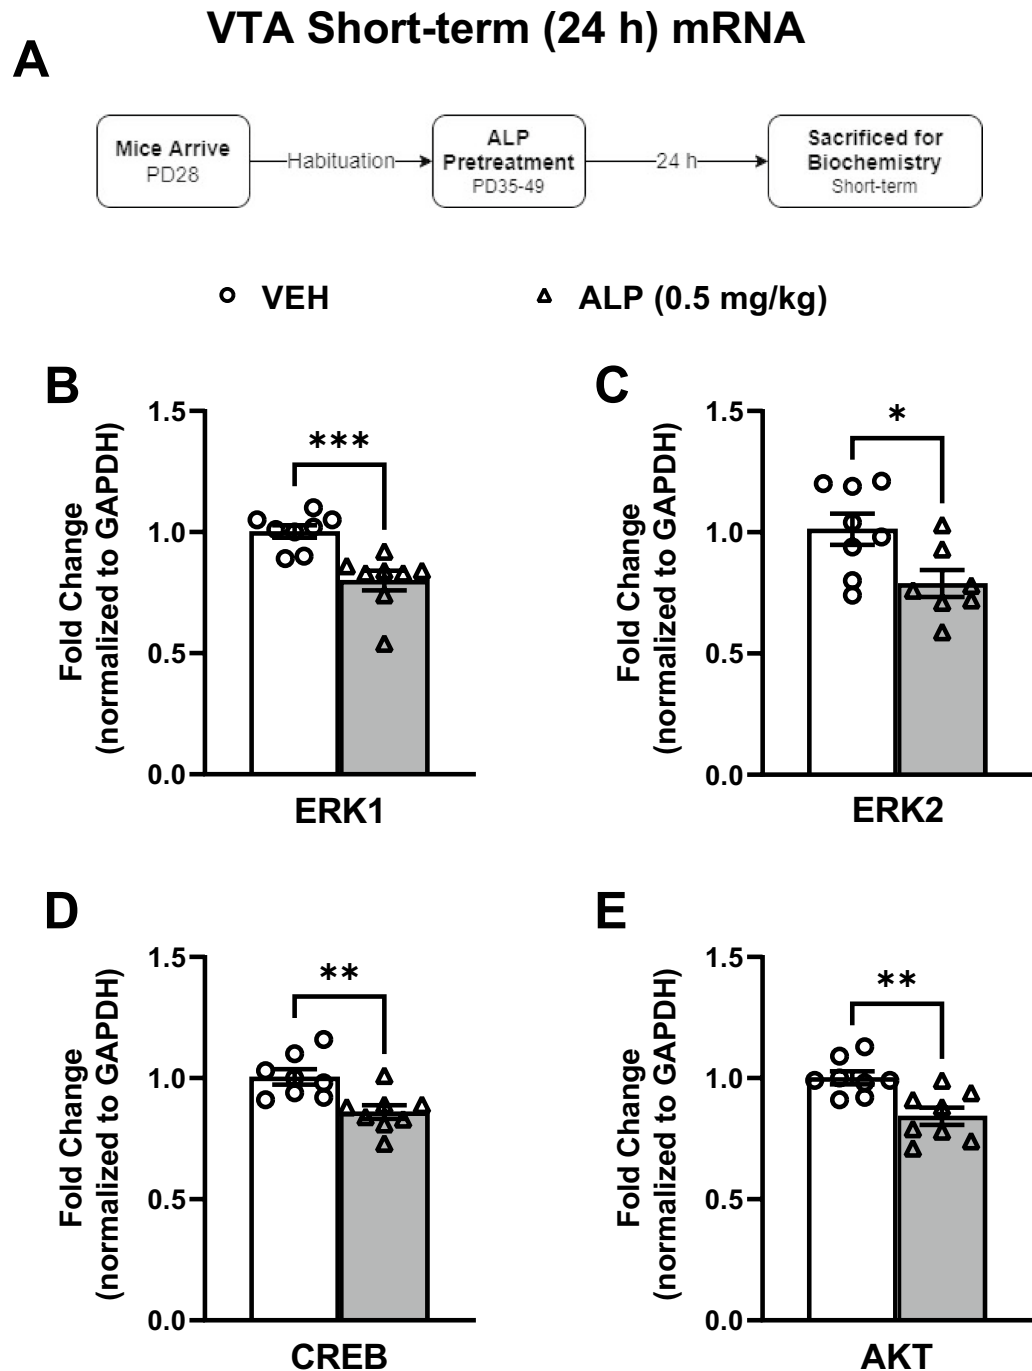 VTA Short-term (24 h) mRNA
A
Mice Arrive
PD28
Habituation
ALP
Pretreatment
PD35-49
24 h
Sacrificed for
Biochemistry
Short-term
VEH
ALP (0.5 mg/kg)
B
Fold Change
(normalized to GAPDH)
1.5
1.0
0.5
0.0
***
ERK1
C
Fold Change
(normalized to GAPDH)
1.5
1.0
0.5
0.0
*
ERK2
D
Fold Change
(normalized to GAPDH)
1.5
1.0
0.5
0.0
**
CREB
E
Fold Change
(normalized to GAPDH)
1.5
1.0
0.5
0.0
**
AKT